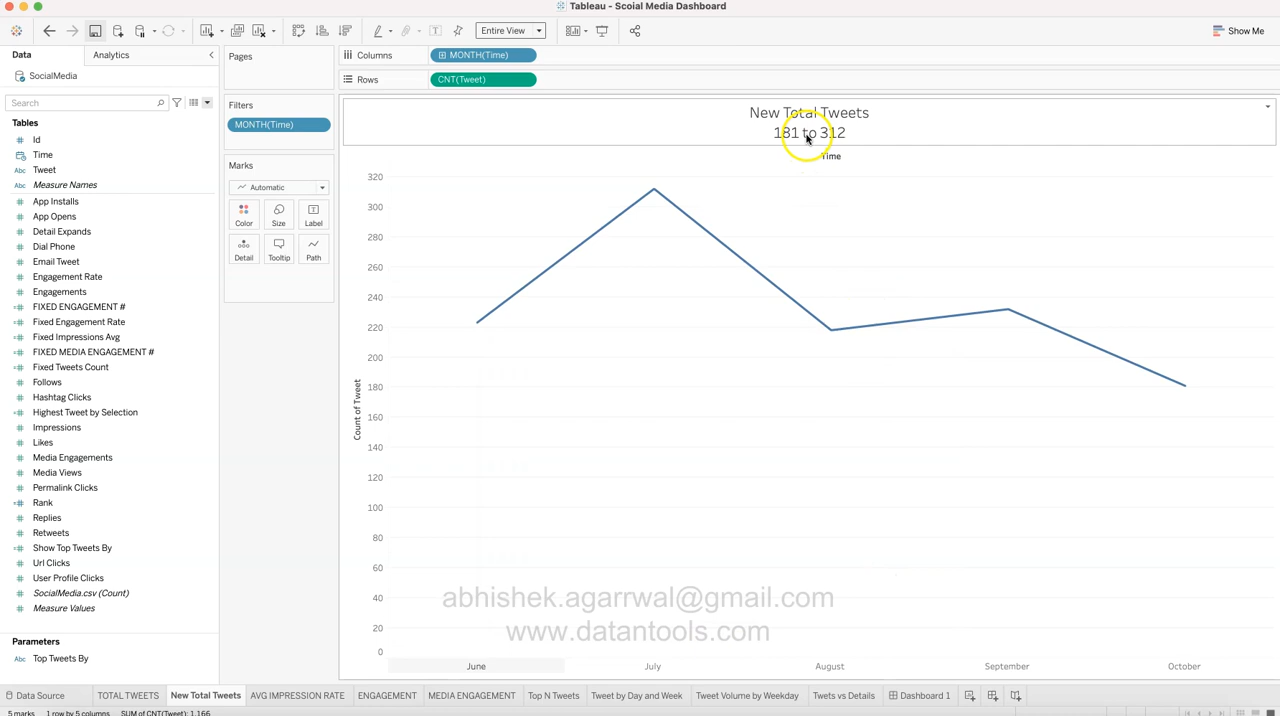 Tableau - Scoial Media Dashboard
Entire View
Show Me
Data
Analytics
SocialMedia
Search
Tables
Id
Time
Abc Tweet
Abc Measure Names
App Installs
App Opens
Detail Expands
Dial Phone
Email Tweet
Engagement Rate
Engagements
FIXED ENGAGEMENT #
Fixed Engagement Rate
Fixed Impressions Avg
FIXED MEDIA ENGAGEMENT #
Fixed Tweets Count
Follows
Hashtag Clicks
Highest Tweet by Selection
Impressions
Likes
Media Engagements
Media Views
Permalink Clicks
Rank
Replies
Retweets
Show Top Tweets By
Url Clicks
User Profile Clicks
SocialMedia.csv (Count)
Measure Values
Parameters
Abc Top Tweets By
Pages
Filters
MONTH(Time)
Marks
Automatic
Color
Size
Label
Detail
Tooltip
Path
Columns
MONTH(Time)
Rows
CNT(Tweet)
New Total Tweets
181 to 312
Time
320
300
280
260
240
220
200
180
160
140
120
100
80
60
40
20
0
Count of Tweet
June
July
August
September
October
abhishek.agarrwal@gmail.com
www.datantools.com
Data Source
TOTAL TWEETS
New Total Tweets
AVG IMPRESSION RATE
ENGAGEMENT
MEDIA ENGAGEMENT
Top N Tweets
Tweet by Day and Week
Tweet Volume by Weekday
Twets vs Details
Dashboard 1
5 marks
1 row by 5 columns
SUM of CNT(Tweet): 1,166